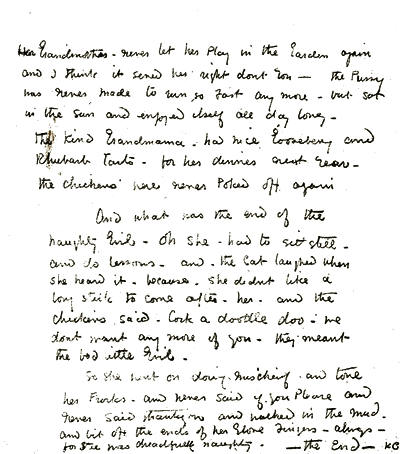 Her Grandmother - never let her Play in the Garden again
and I think it served her right dont you - the Pussy
was never made to run so fast any more - but sat
in the Sun and enjoyed itself all day long -
The Kind Grandmama - had nice Gooseberry and
Rhubarb Tarts - for her dinner next year -
the chickens were never Poked off again
And what was the end of the
naughty Girl - Oh She - had to sit still -
and do lessons - and - the Cat laughed when
she heard it - because - she didnt like a
long stick to come after - her - and the
chickens said - Cock a doodle doo - we
dont want any more of you - they meant
the bad little Girl -
So She went on doing mischief and tore
her Frocks - and never said if you Please and
never said thank you and walked in the mud -
and bit off the ends of her Glove Fingers - always -
for She was dreadfully naughty - - the End - KG